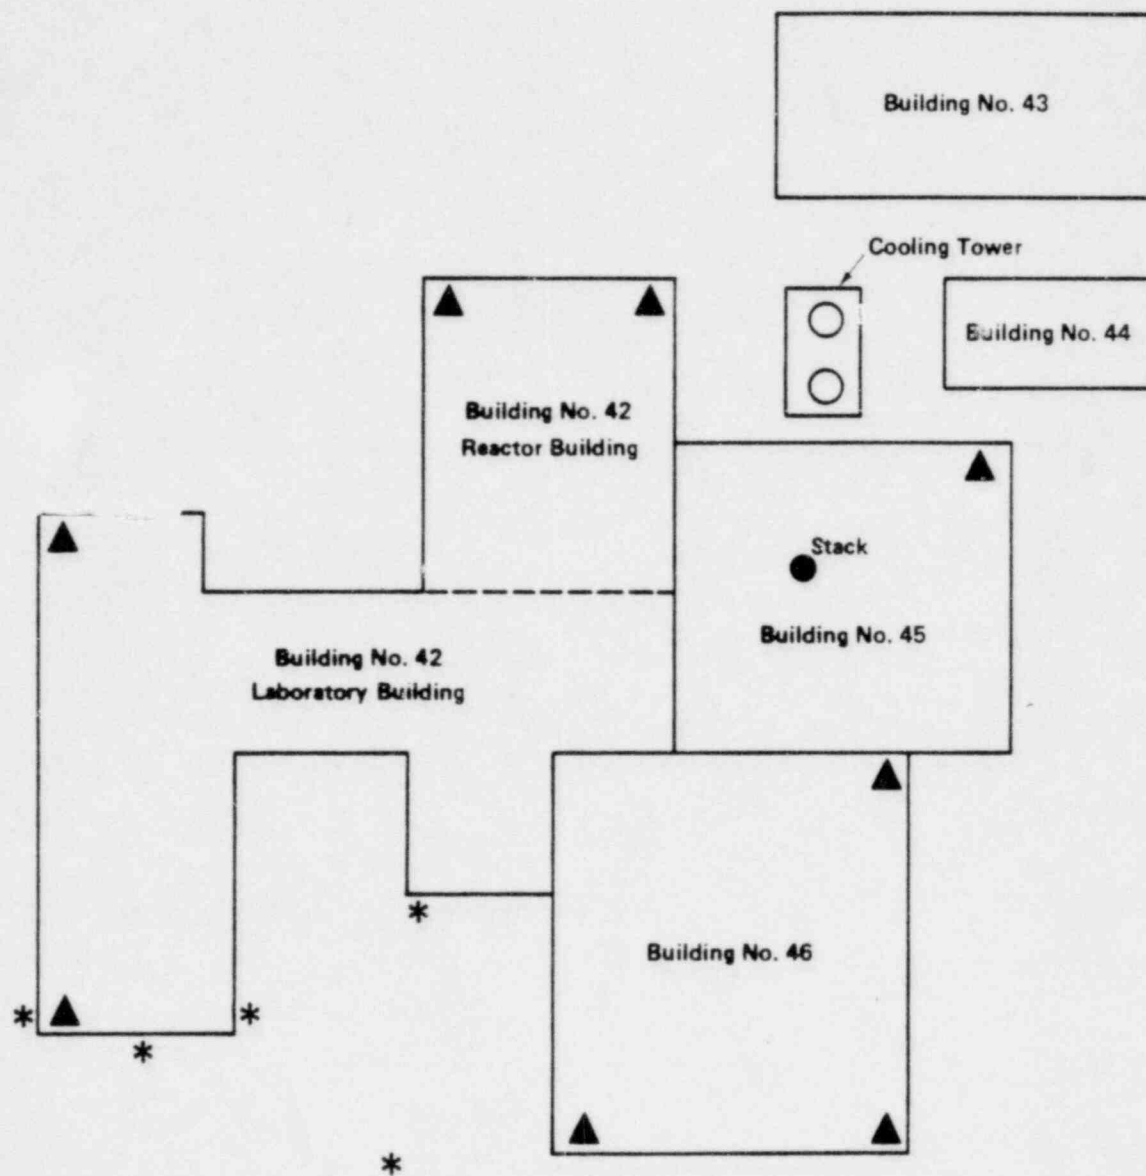 Building No. 43
Cooling Tower
Building No. 44
Building No. 42
Reactor Building
Stack
Building No. 45
Building No. 42
Laboratory Building
Building No. 46